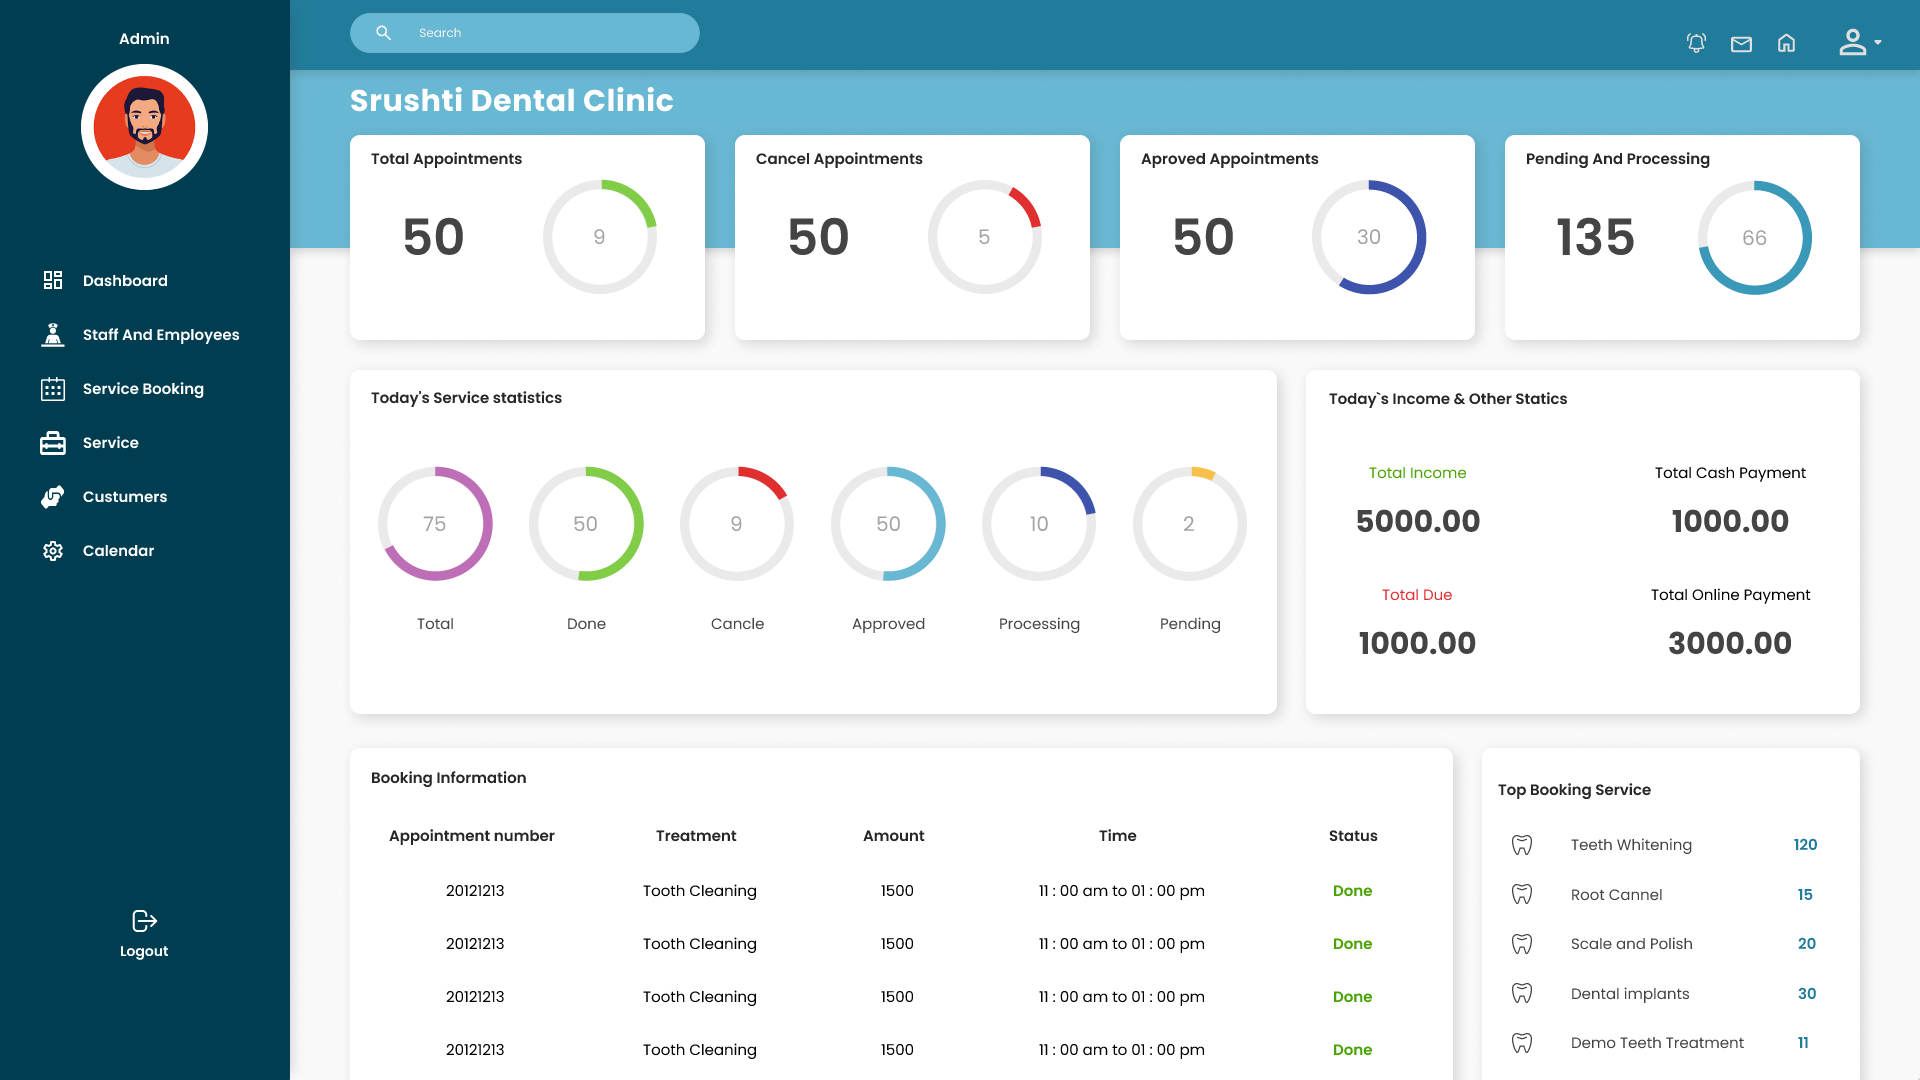 Admin
Dashboard
Staff And Employees
Service Booking
Service
Custumers
Calendar
Logout
Search
Srushti Dental Clinic
Total Appointments
50
9
Cancel Appointments
50
5
Aproved Appointments
50
30
Pending And Processing
135
66
Today's Service statistics
75
50
9
50
10
2
Total
Done
Cancle
Approved
Processing
Pending
Today`s Income & Other Statics
Total Income
Total Cash Payment
5000.00
1000.00
Total Due
Total Online Payment
1000.00
3000.00
Booking Information
Appointment number Treatment Amount Time Status
20121213 Tooth Cleaning 1500 11 : 00 am to 01 : 00 pm Done
20121213 Tooth Cleaning 1500 11 : 00 am to 01 : 00 pm Done
20121213 Tooth Cleaning 1500 11 : 00 am to 01 : 00 pm Done
20121213 Tooth Cleaning 1500 11 : 00 am to 01 : 00 pm Done
Top Booking Service
Teeth Whitening 120
Root Cannel 15
Scale and Polish 20
Dental implants 30
Demo Teeth Treatment 11